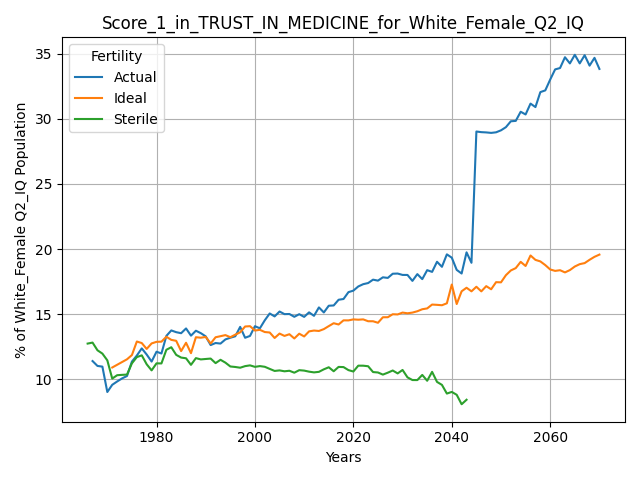 Score_1_in_TRUST_IN_MEDICINE_for_White_Female_Q2_IQ
Fertility
Actual
Ideal
Sterile
% of White_Female Q2_IQ Population
35
30
25
20
15
10
1980 2000 2020 2040 2060
Years